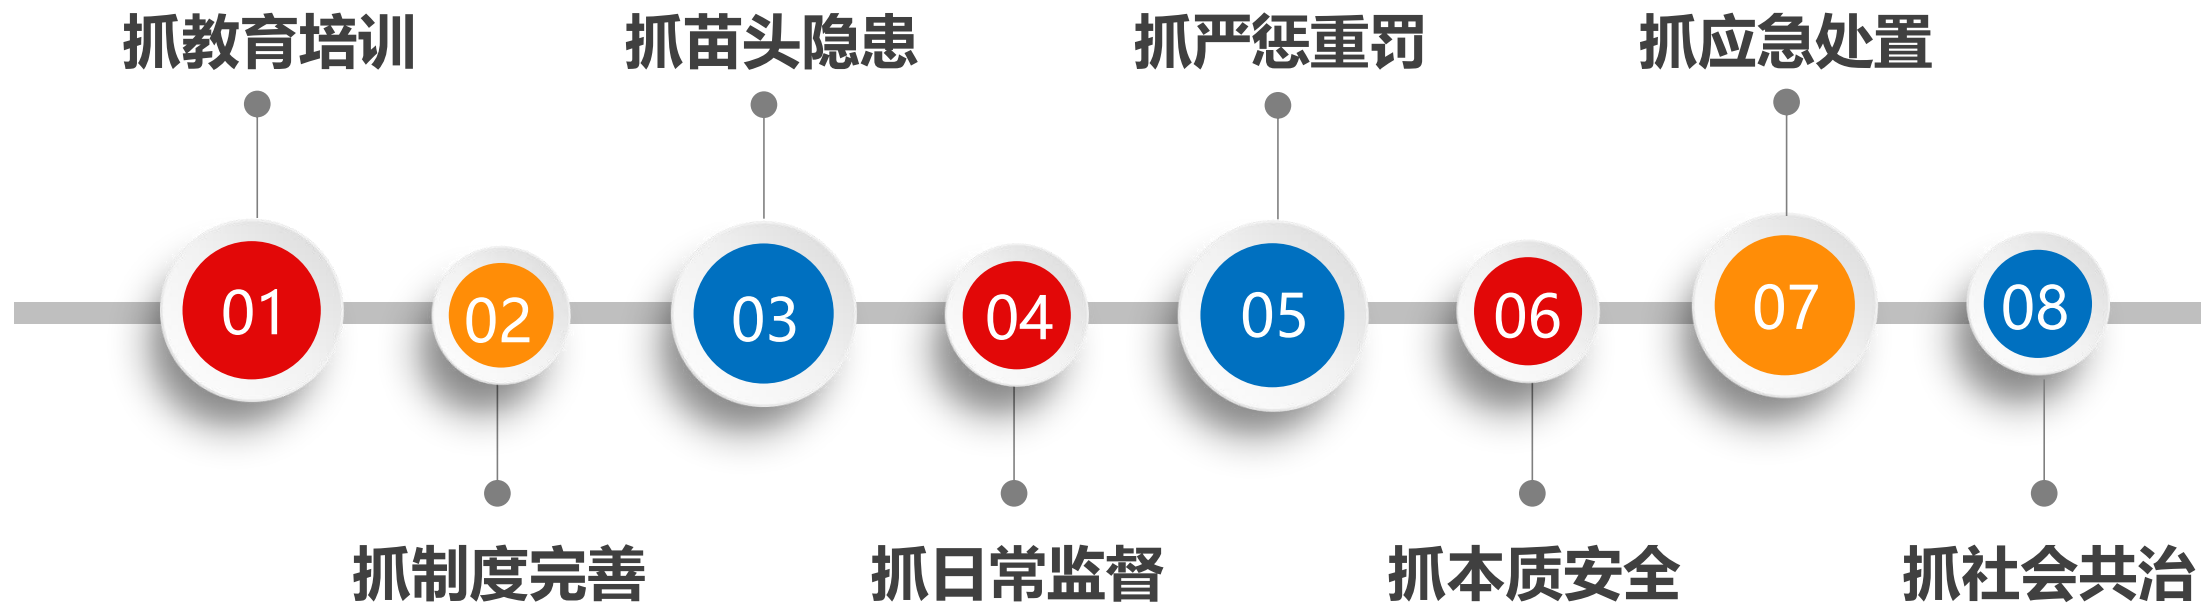 抓教育培训
抓苗头隐患
抓严惩重罚
抓应急处置
01
02
03
04
05
06
07
08
抓制度完善
抓日常监督
抓本质安全
抓社会共治